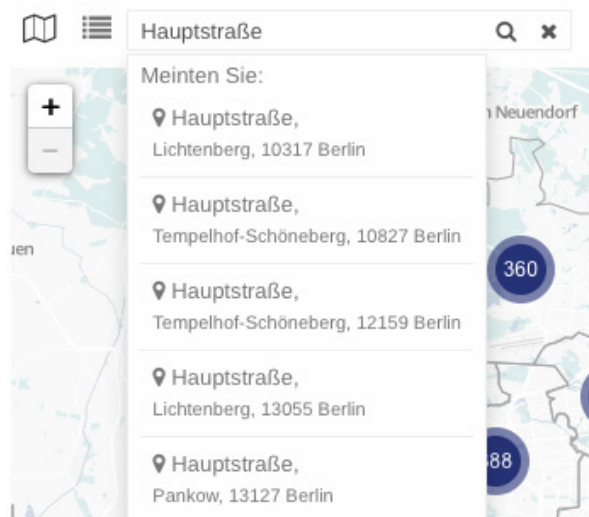 Hauptstraße
Meinten Sie:
Hauptstraße,
Lichtenberg, 10317 Berlin
Hauptstraße,
Tempelhof-Schöneberg, 10827 Berlin
Hauptstraße,
Tempelhof-Schöneberg, 12159 Berlin
Hauptstraße,
Lichtenberg, 13055 Berlin
Hauptstraße,
Pankow, 13127 Berlin
+
−
Neuendorf
360